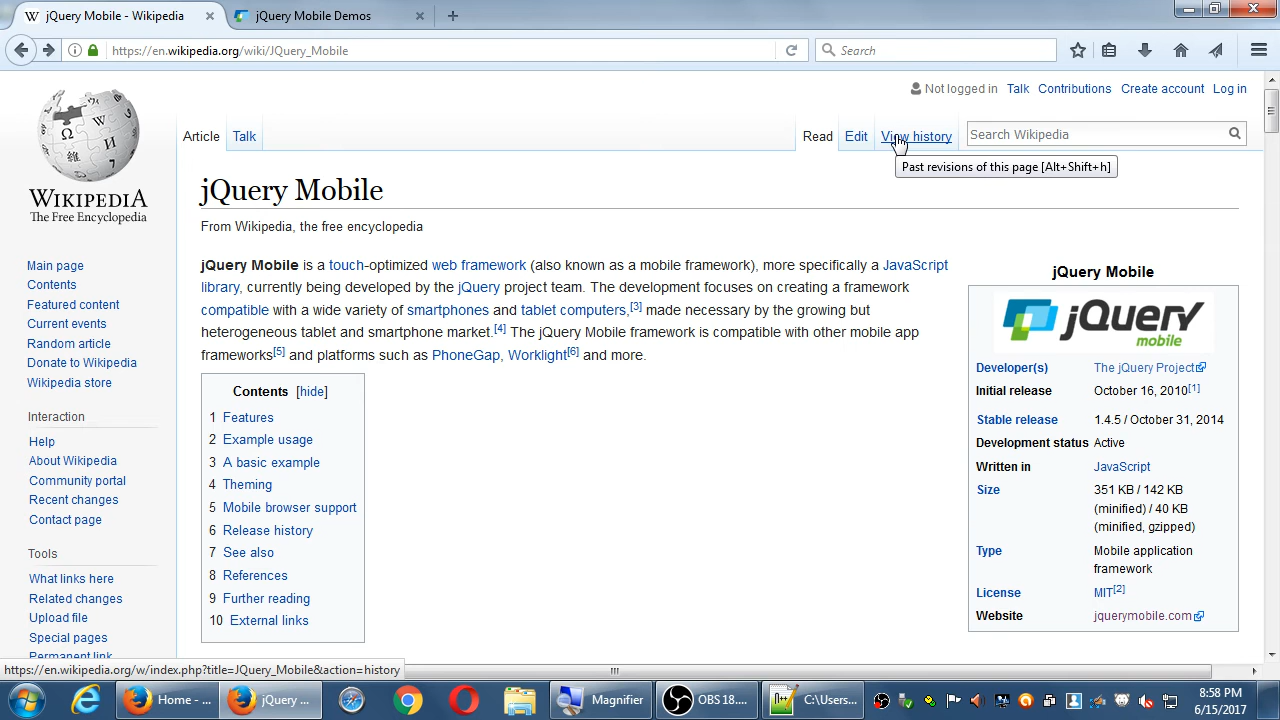 jQuery Mobile - Wikipedia
jQuery Mobile Demos
https://en.wikipedia.org/wiki/JQuery_Mobile
Search
Not logged in Talk Contributions Create account Log in
Article Talk Read Edit View history Search Wikipedia
Past revisions of this page [Alt+Shift+h]
WIKIPEDIA
The Free Encyclopedia
Main page
Contents
Featured content
Current events
Random article
Donate to Wikipedia
Wikipedia store
Interaction
Help
About Wikipedia
Community portal
Recent changes
Contact page
Tools
What links here
Related changes
Upload file
Special pages
Permanent link
jQuery Mobile
From Wikipedia, the free encyclopedia
jQuery Mobile is a touch-optimized web framework (also known as a mobile framework), more specifically a JavaScript
library, currently being developed by the jQuery project team. The development focuses on creating a framework
compatible with a wide variety of smartphones and tablet computers,[3] made necessary by the growing but
heterogeneous tablet and smartphone market.[4] The jQuery Mobile framework is compatible with other mobile app
frameworks[5] and platforms such as PhoneGap, Worklight[6] and more.
Contents [hide]
1 Features
2 Example usage
3 A basic example
4 Theming
5 Mobile browser support
6 Release history
7 See also
8 References
9 Further reading
10 External links
jQuery Mobile
jQuery
mobile
Developer(s) The jQuery Project
Initial release October 16, 2010[1]
Stable release 1.4.5 / October 31, 2014
Development status Active
Written in JavaScript
Size 351 KB / 142 KB
(minified) / 40 KB
(minified, gzipped)
Type Mobile application
framework
License MIT[2]
Website jquerymobile.com
https://en.wikipedia.org/w/index.php?title=JQuery_Mobile&action=history
Home - ...
jQuery ...
Magnifier
OBS 18....
C:\Users...
8:58 PM
6/15/2017